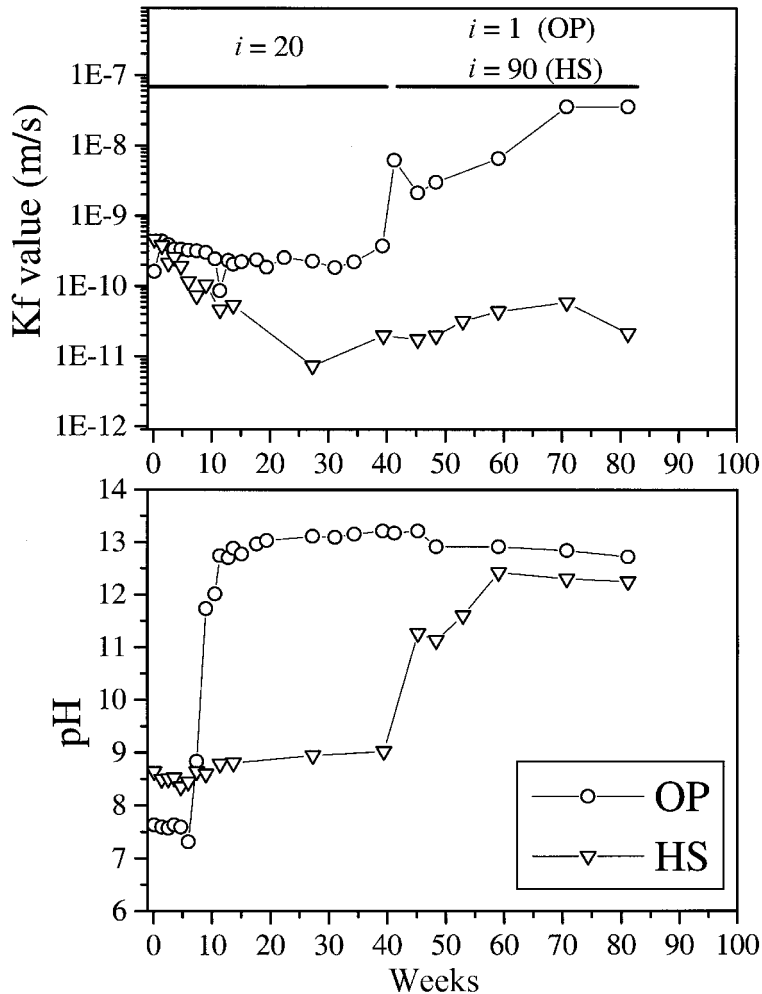 i = 20
i = 1 (OP)
i = 90 (HS)
Kf value (m/s)
1E-7
1E-8
1E-9
1E-10
1E-11
1E-12
0 10 20 30 40 50 60 70 80 90 100
pH
14
13
12
11
10
9
8
7
6
OP
HS
0 10 20 30 40 50 60 70 80 90 100
Weeks